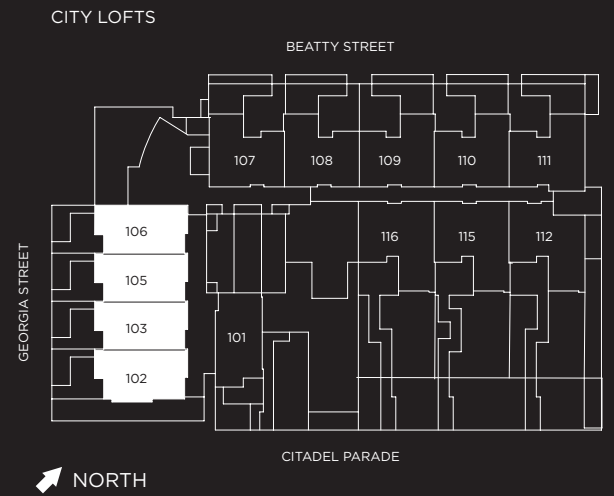 CITY LOFTS
BEATTY STREET
107 108 109 110 111
106 116 115 112
105
GEORGIA STREET
103
101
102
CITADEL PARADE
NORTH